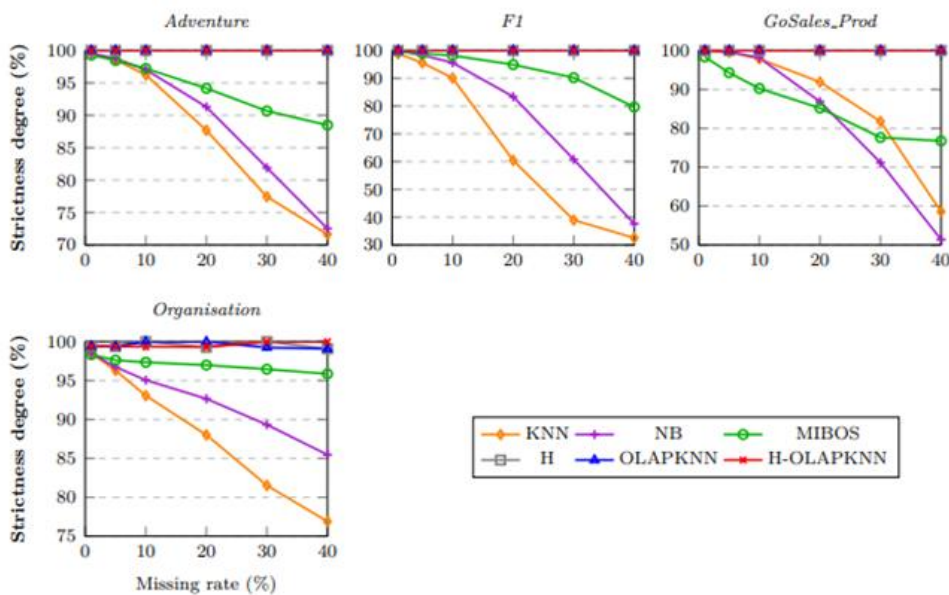 Adventure
F1
GoSales_Prod
Strictness degree (%)
100
95
90
85
80
75
70
0 10 20 30 40
100
90
80
70
60
50
40
30
0 10 20 30 40
100
90
80
70
60
50
0 10 20 30 40
Organisation
Strictness degree (%)
100
95
90
85
80
75
0 10 20 30 40
Missing rate (%)
KNN NB MIBOS
H OLAPKNN H-OLAPKNN